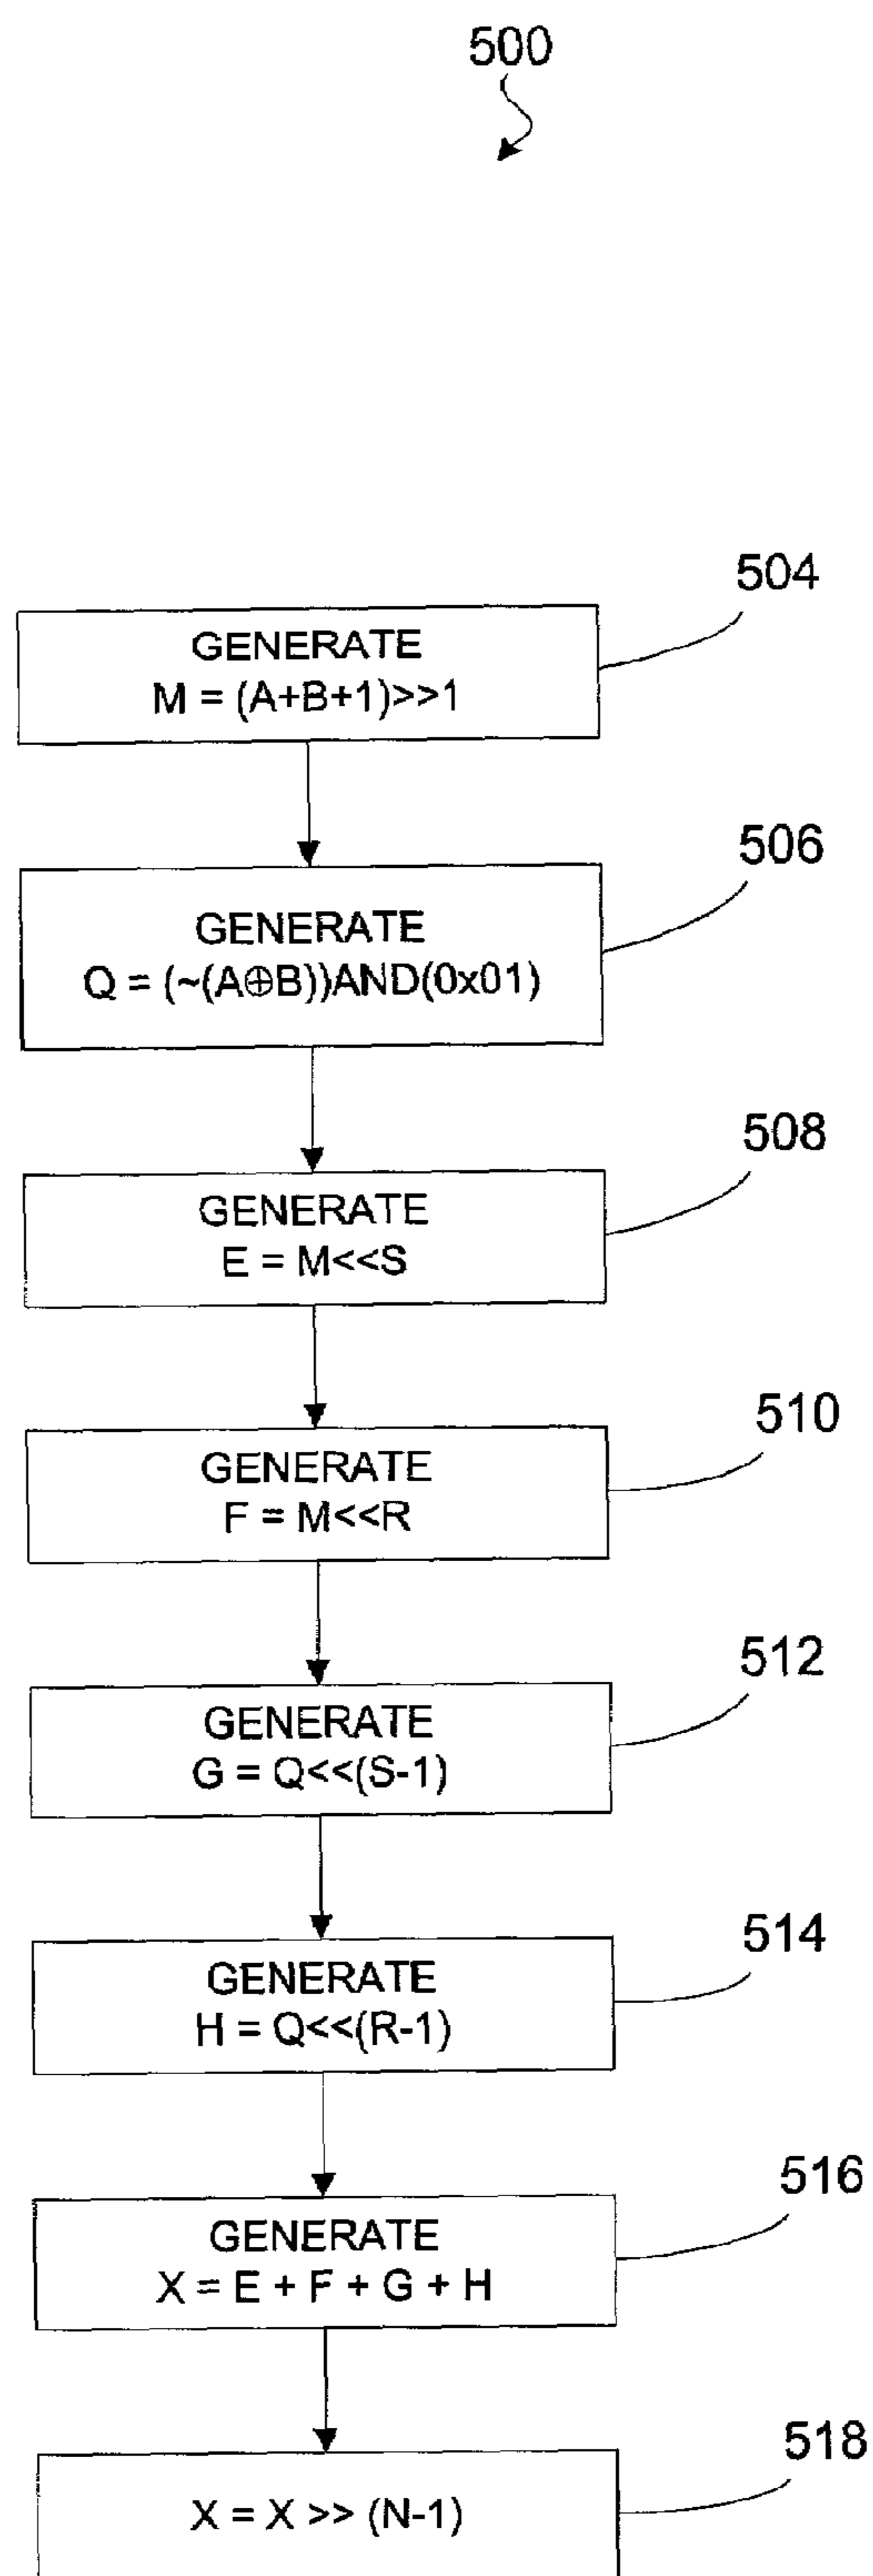 500
504
GENERATE
M = (A+B+1)>>1
506
GENERATE
Q = (~(A⊕B))AND(0x01)
508
GENERATE
E = M<<S
510
GENERATE
F = M<<R
512
GENERATE
G = Q<<(S-1)
514
GENERATE
H = Q<<(R-1)
516
GENERATE
X = E + F + G + H
518
X = X >> (N-1)